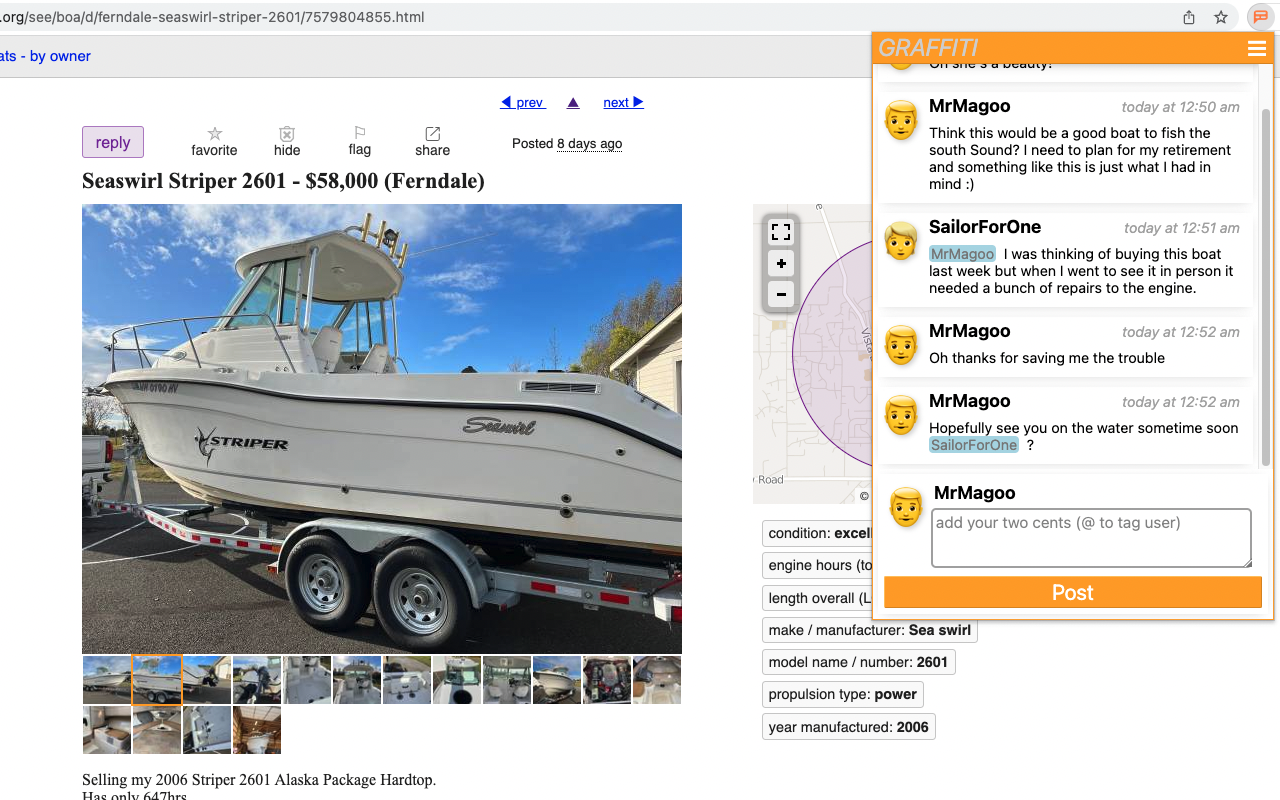 .org/see/boa/d/ferndale-seaswirl-striper-2601/7579804855.html
ats - by owner
◀ prev ▲ next ▶
reply
favorite
hide
flag
share
Posted 8 days ago
Seaswirl Striper 2601 - $58,000 (Ferndale)
STRIPER
Seaswirl
Road
©
condition: excell
engine hours (to
length overall (L
make / manufacturer: Sea swirl
model name / number: 2601
propulsion type: power
year manufactured: 2006
Selling my 2006 Striper 2601 Alaska Package Hardtop.
Has only 647hrs
GRAFFITI
Oh she's a beauty!
MrMagoo today at 12:50 am
Think this would be a good boat to fish the
south Sound? I need to plan for my retirement
and something like this is just what I had in
mind :)
SailorForOne today at 12:51 am
MrMagoo I was thinking of buying this boat
last week but when I went to see it in person it
needed a bunch of repairs to the engine.
MrMagoo today at 12:52 am
Oh thanks for saving me the trouble
MrMagoo today at 12:52 am
Hopefully see you on the water sometime soon
SailorForOne ?
MrMagoo
add your two cents (@ to tag user)
Post